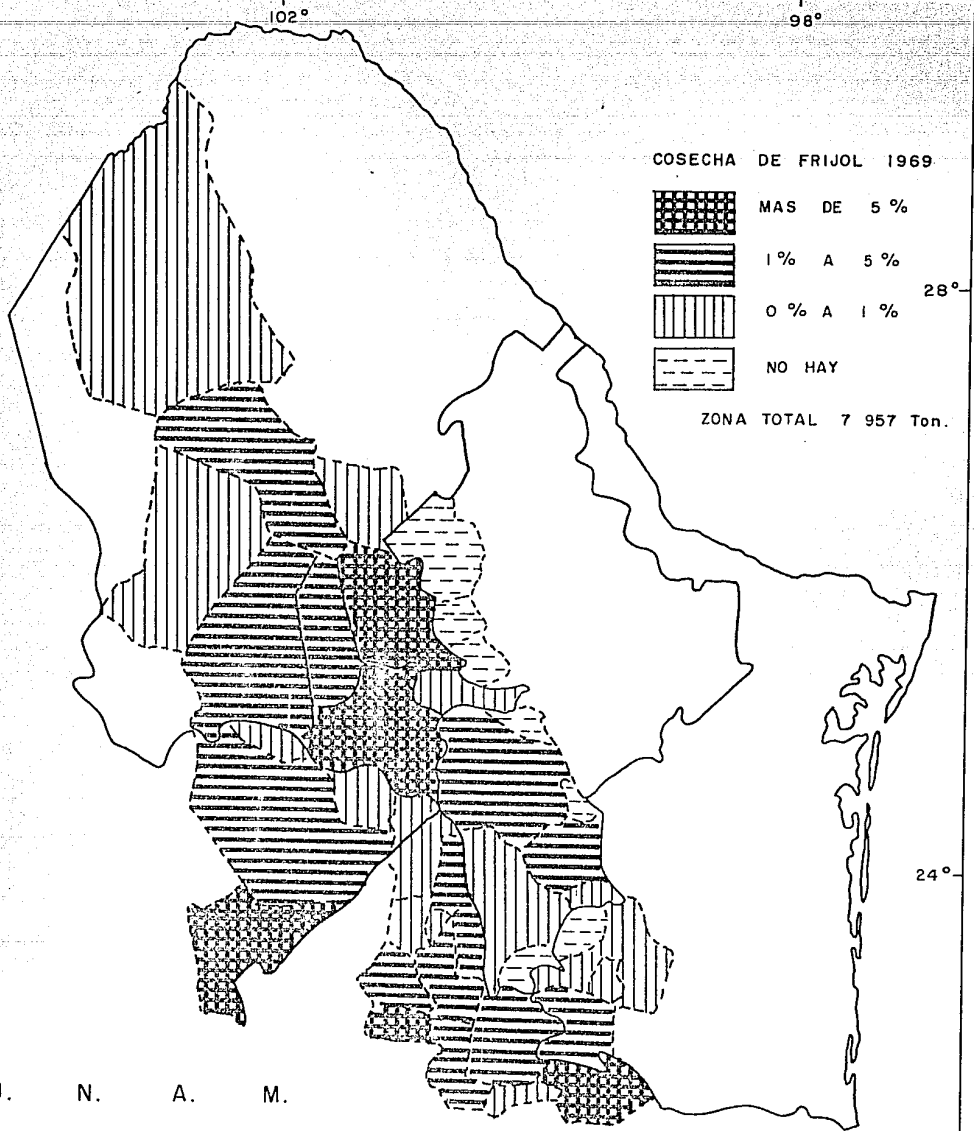 102° 98°
COSECHA DE FRIJOL 1969
MAS DE 5 %
1% A 5 %
28°
0 % A 1 %
NO HAY
ZONA TOTAL 7 957 Ton.
24°
U. N. A. M.